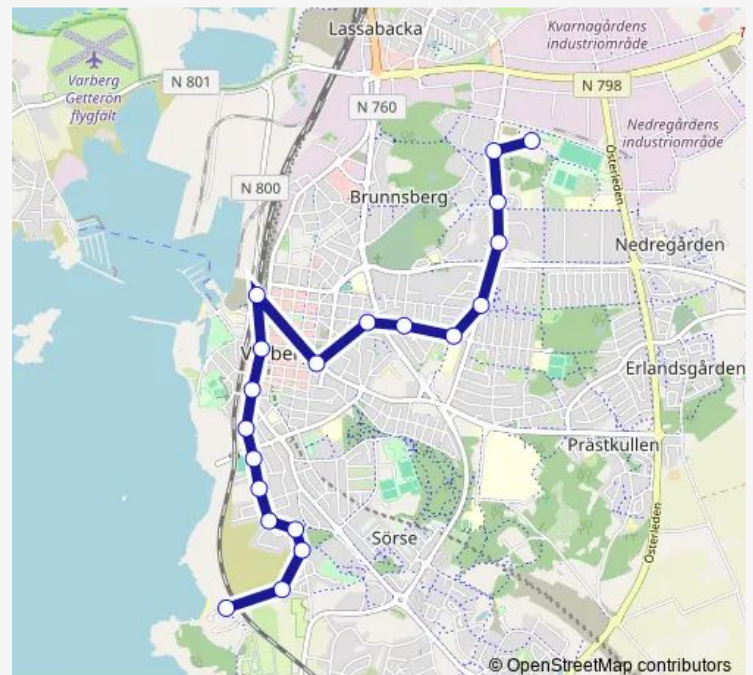 Lassabacka
Kvarnagårdens
industriområde
Varberg
Getterön
flygfält
N 801
N 798
N 760
Nedregårdens
industriområde
Österleden
N 800
Brunnsberg
Nedregården
Erlandsgården
Prästkullen
Sörse
Österleden
© OpenStreetMap contributors